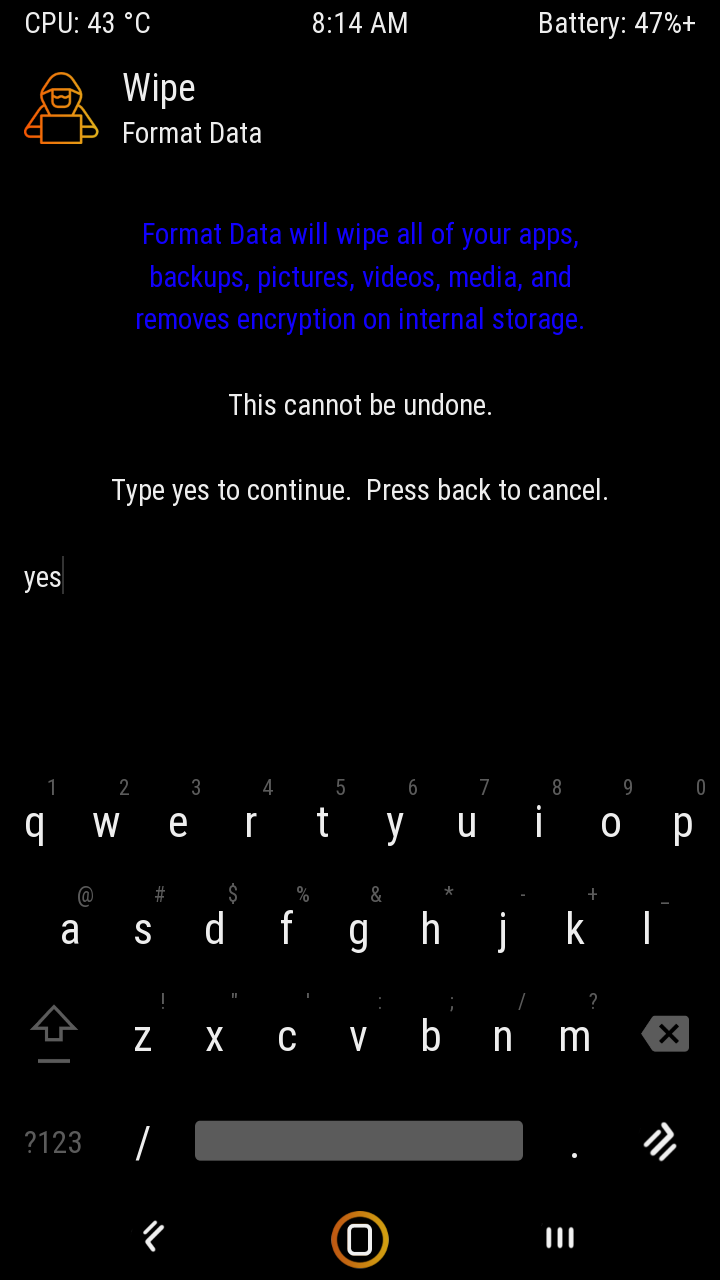 CPU: 43 °C 8:14 AM Battery: 47%+
Wipe
Format Data
Format Data will wipe all of your apps,
backups, pictures, videos, media, and
removes encryption on internal storage.
This cannot be undone.
Type yes to continue.  Press back to cancel.
yes
1 2 3 4 5 6 7 8 9 0
q w e r t y u i o p
@ # $ % & * - + _
a s d f g h j k l
! " ' : ; / ?
z x c v b n m
?123 / .